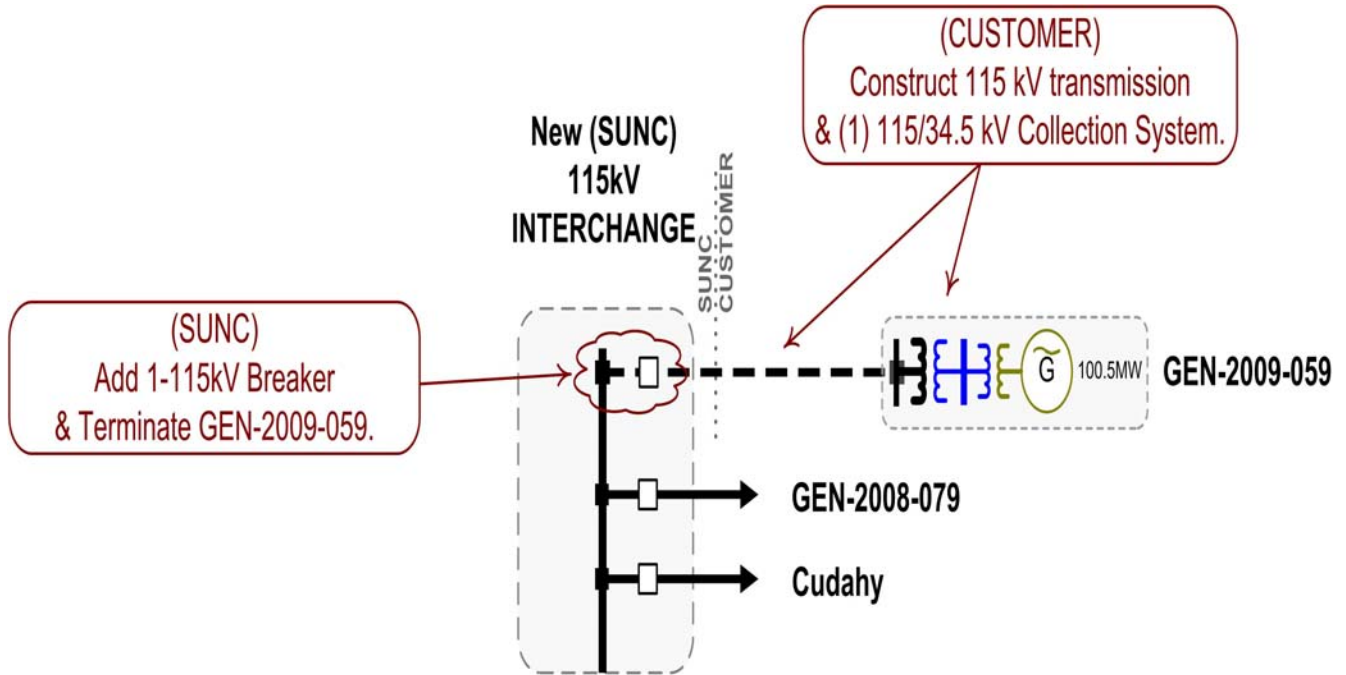 (CUSTOMER)
Construct 115 kV transmission
& (1) 115/34.5 kV Collection System.
New (SUNC)
115kV
INTERCHANGE
SUNC
CUSTOMER
(SUNC)
Add 1-115kV Breaker
& Terminate GEN-2009-059.
G
100.5MW
GEN-2009-059
GEN-2008-079
Cudahy